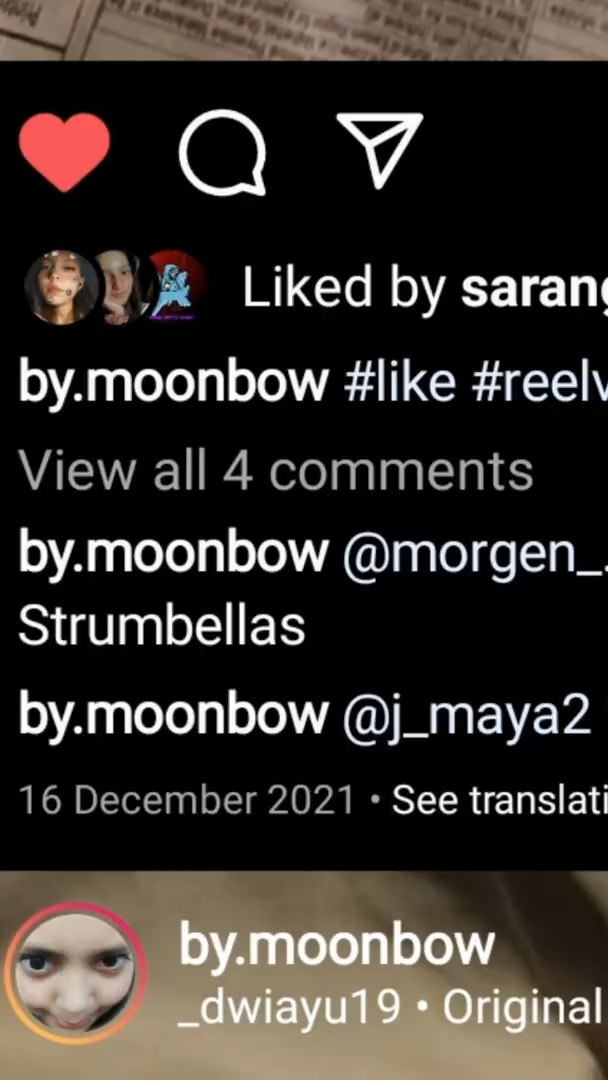 Liked by sarang
by.moonbow #like #reelv
View all 4 comments
by.moonbow @morgen_.
Strumbellas
by.moonbow @j_maya2
16 December 2021 • See translati
by.moonbow
_dwiayu19 • Original